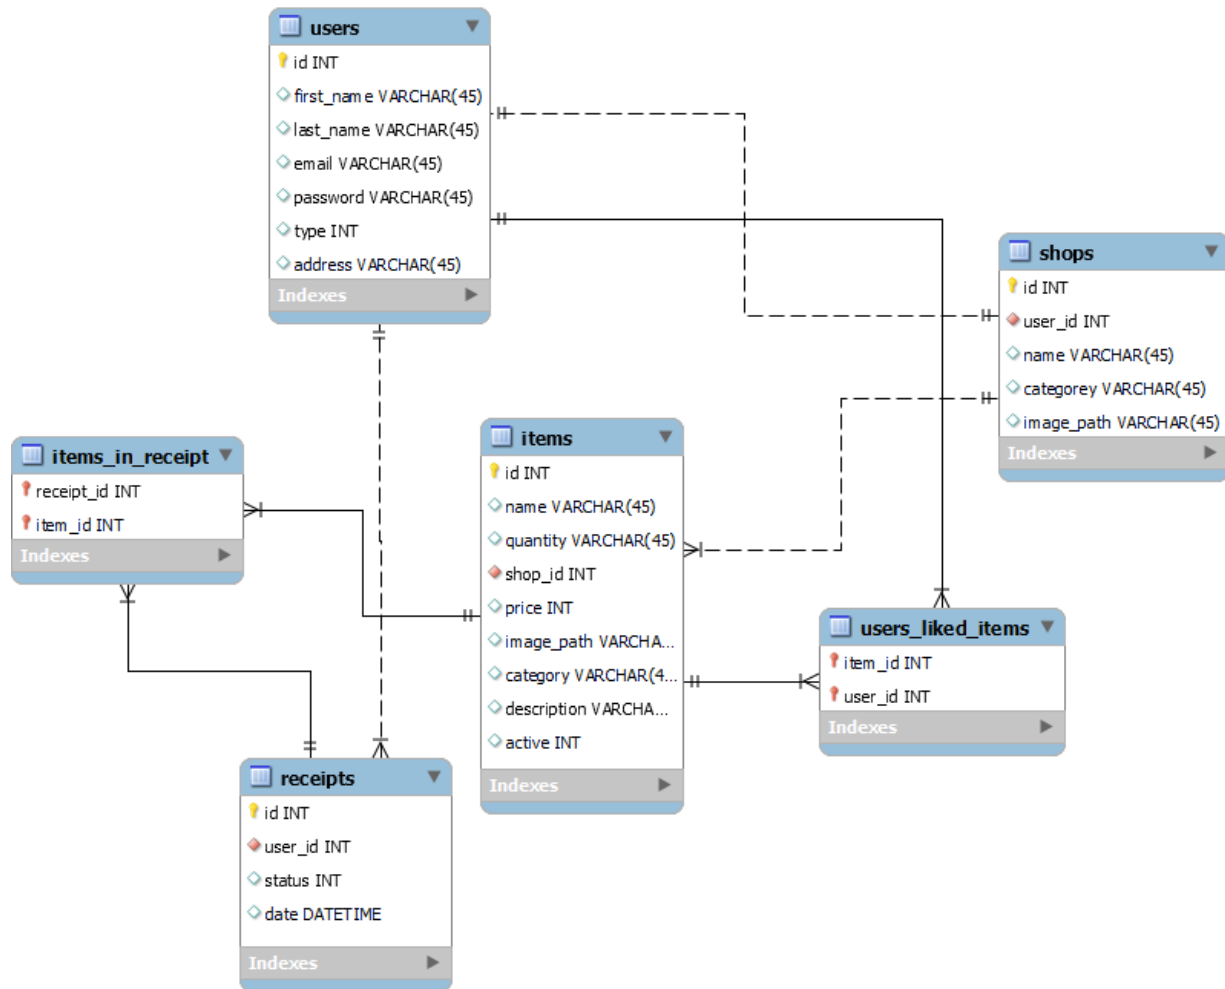 users
id INT
first_name VARCHAR(45)
last_name VARCHAR(45)
email VARCHAR(45)
password VARCHAR(45)
type INT
address VARCHAR(45)
Indexes
shops
id INT
user_id INT
name VARCHAR(45)
categorey VARCHAR(45)
image_path VARCHAR(45)
Indexes
items_in_receipt
receipt_id INT
item_id INT
Indexes
items
id INT
name VARCHAR(45)
quantity VARCHAR(45)
shop_id INT
price INT
image_path VARCHA...
category VARCHAR(4...
description VARCHA...
active INT
Indexes
users_liked_items
item_id INT
user_id INT
Indexes
receipts
id INT
user_id INT
status INT
date DATETIME
Indexes